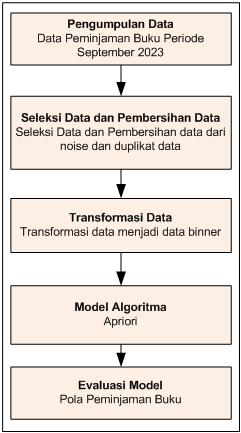 Pengumpulan Data
Data Peminjaman Buku Periode
September 2023
Seleksi Data dan Pembersihan Data
Seleksi Data dan Pembersihan data dari
noise dan duplikat data
Transformasi Data
Transformasi data menjadi data binner
Model Algoritma
Apriori
Evaluasi Model
Pola Peminjaman Buku